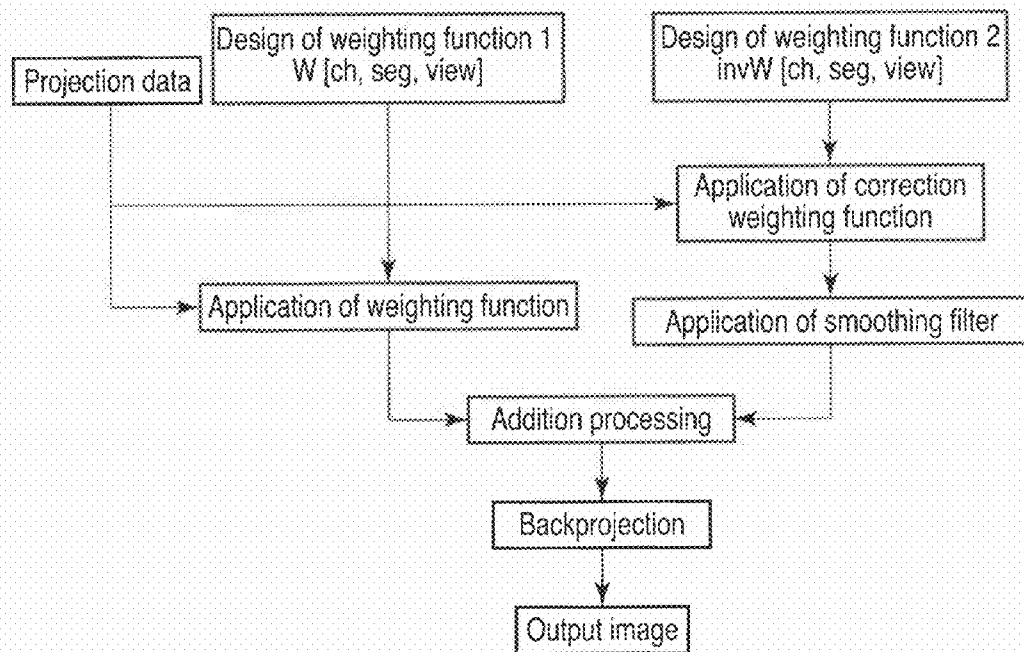 Design of weighting function 1
W [ch, seg, view]
Design of weighting function 2
invW [ch, seg, view]
Projection data
Application of correction
weighting function
Application of weighting function
Application of smoothing filter
Addition processing
Backprojection
Output image